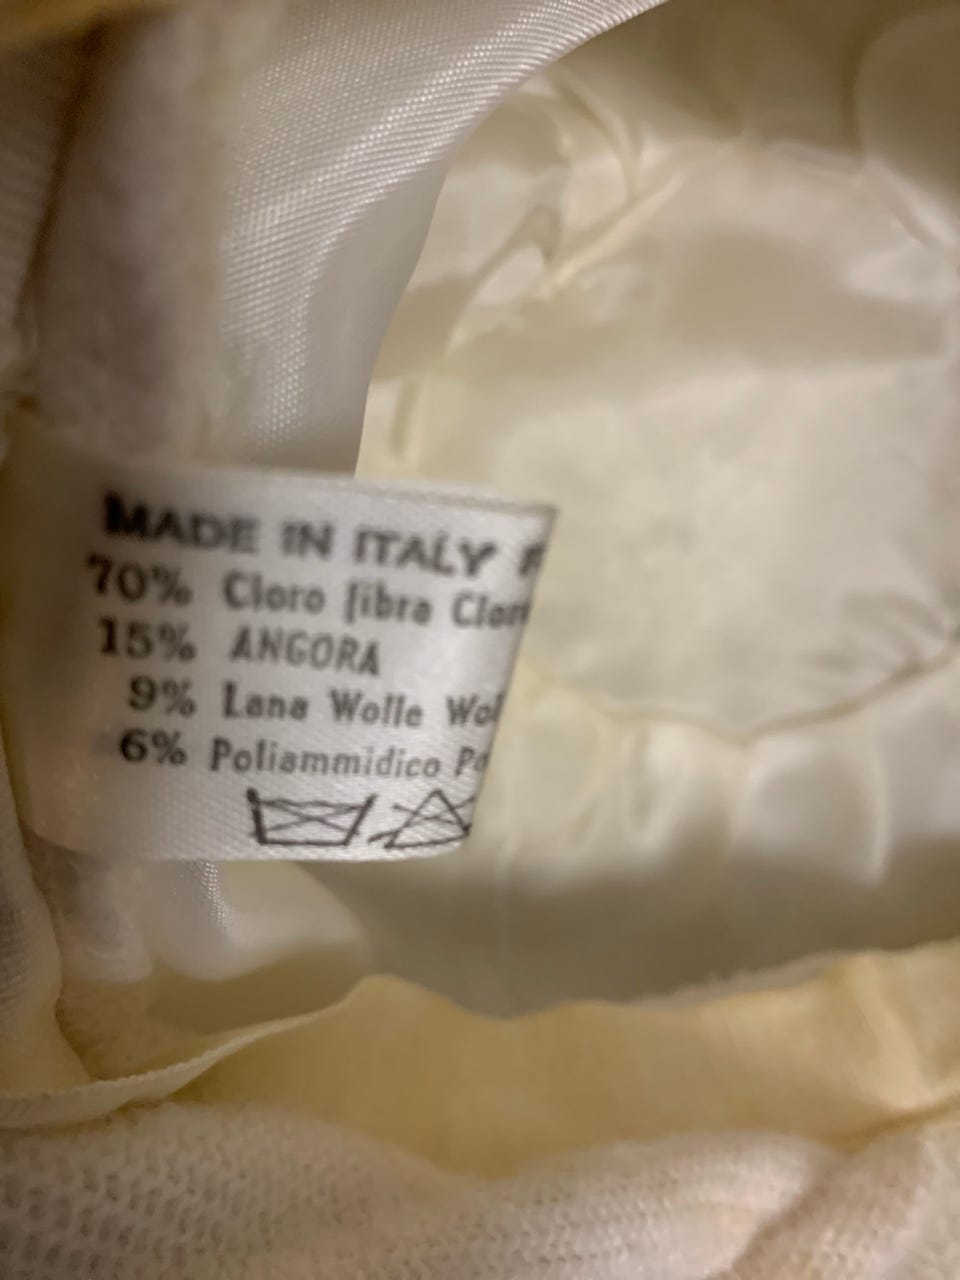 MADE IN ITALY
70% Cloro fibra
15% ANGORA
9% Lana Wolle
6% Poliammidico